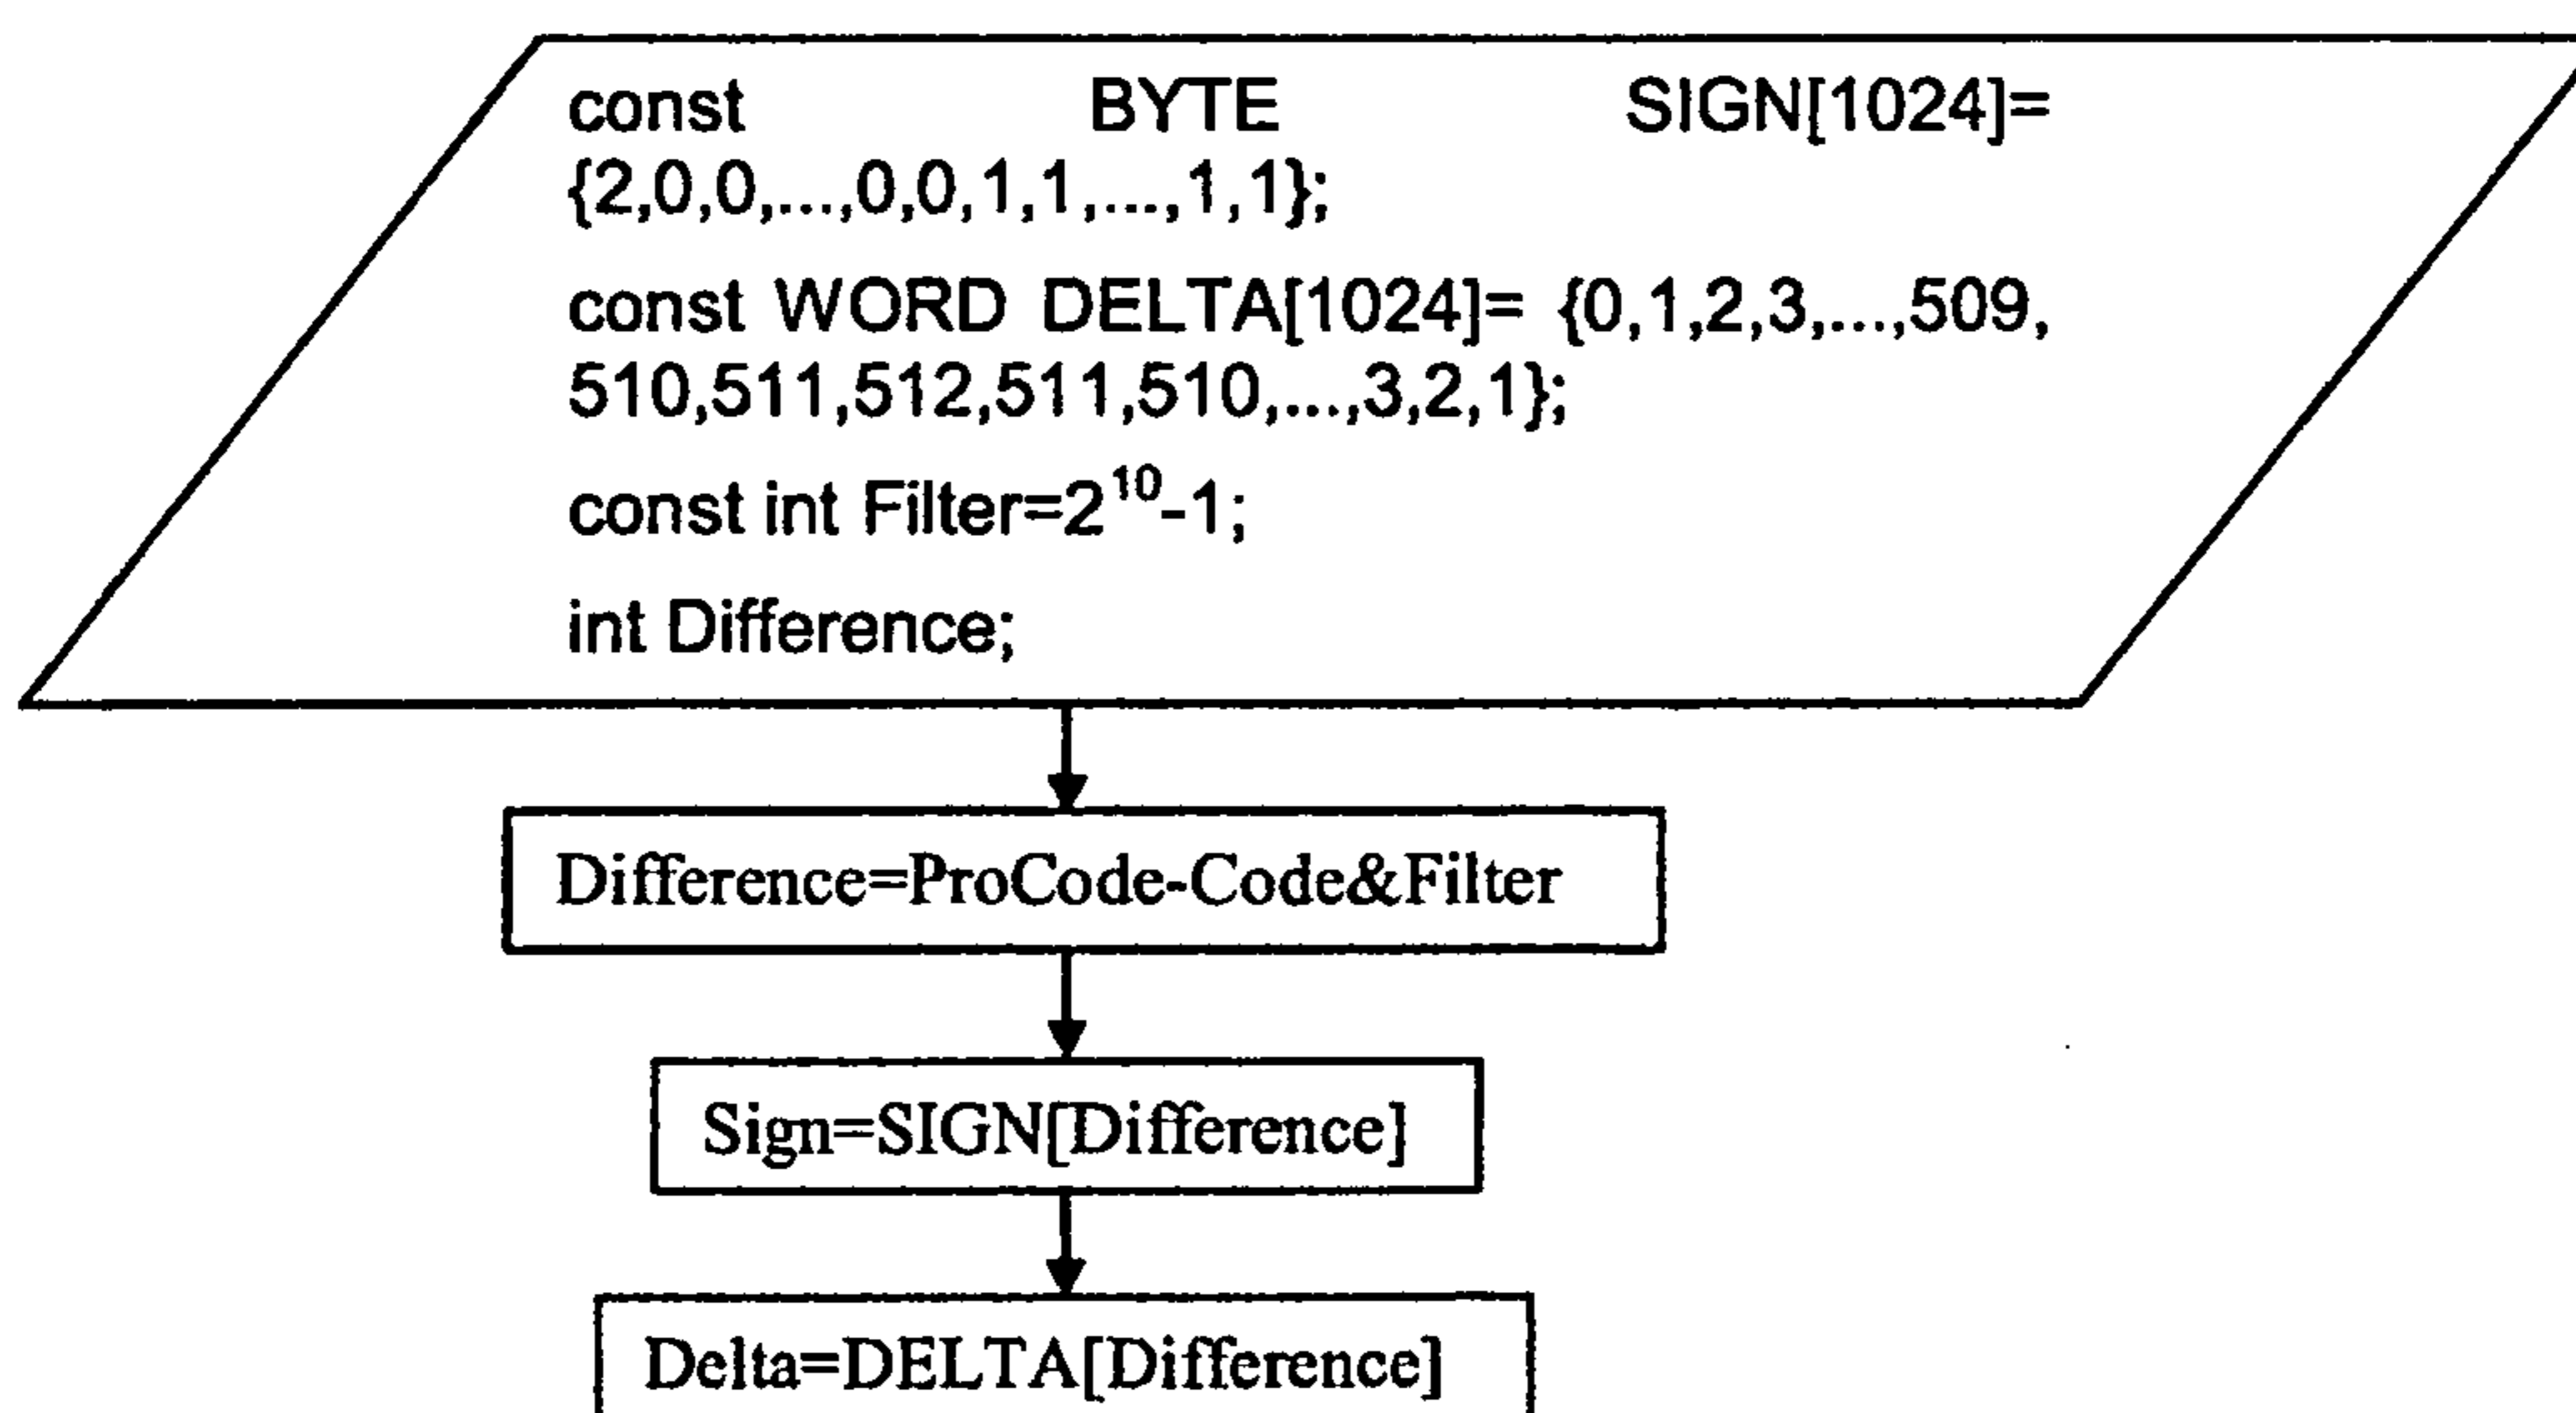 const BYTE SIGN[1024]=
{2,0,0,...,0,0,1,1,...,1,1};
const WORD DELTA[1024]= {0,1,2,3,...,509,
510,511,512,511,510,...,3,2,1};
const int Filter=2¹⁰-1;
int Difference;
Difference=ProCode-Code&Filter
Sign=SIGN[Difference]
Delta=DELTA[Difference]